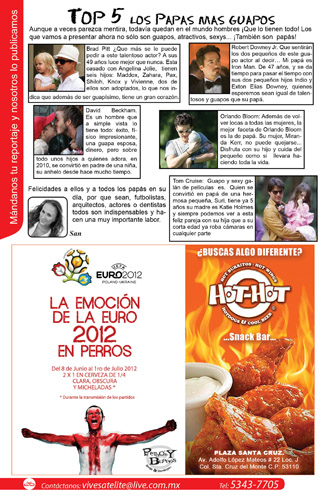 Mándanos tu reportaje y nosotros lo publicamos
TOP 5 LOS PAPAS MAS GUAPOS
Aunque a veces parezca mentira, todavía quedan en el mundo hombres ¡Que lo tienen todo! Los
que vamos a presentar ahora no sólo son guapos, atractivos, sexys... ¡También son papás!
Brad Pitt ¿Que más se le puede
pedir a este talentoso actor? A sus
49 años luce mejor que nunca. Esta
casado con Angelina Jolie, tienen
seis hijos: Maddox, Zahara, Pax,
Shiloh, Knox y Vivienne, dos de
ellos son adoptados, lo que nos in-
dica que además de ser guapísimo, tiene un gran corazón.
Robert Downey Jr. Que sentirán
los dos pequeños de este gua-
po actor al decir... Mi papá es
Iron Man. De 47 años, y se da
tiempo para pasar el tiempo con
sus dos pequeños hijos Indio y
Exton Elias Downey, quienes
esperemos sean igual de talen-
tosos y guapos que su papá.
David Beckham.
Es un hombre que
a simple vista lo
tiene todo: éxito, fí-
sico impresionante,
una guapa esposa,
dinero, pero sobre
todo unos hijos a quienes adora, en
2010, se convirtió en padre de una niña,
su anhelo desde hace mucho tiempo.
Orlando Bloom: Además de vol-
ver locas a todas las mujeres, la
mejor faceta de Orlando Bloom
es la de papá. Su mujer, Miran-
da Kerr, no puede quejarse...
Disfruta con su hijo y cuida del
pequeño como si llevara ha-
ciendo toda la vida.
Felicidades a ellos y a todos los papás en su
día, por que sean, futbolistas,
arquitectos, actores o dentistas
todos son indispensables y ha-
cen una muy importante labor.
San
Tom Cruise: Guapo y sexy ga-
lán de películas es. Quien se
convirtió en papá de una her-
mosa pequeña, Suri, tiene ya 5
años su madre es Katie Holmes
y siempre podemos ver a esta
feliz pareja con su hija que a su
corta edad ya roba cámaras en
cualquier parte
UEFA
EURO2012
POLAND-UKRAINE
LA EMOCIÓN
DE LA EURO
2012
EN PERROS
Del 8 de Junio al 1ro de Julio 2012
2 X 1 EN CERVEZA DE 1/4
CLARA, OBSCURA
Y MICHELADAS *
* Durante la transmisión de los partidos
¿BUSCAS ALGO DIFERENTE?
HOT BURRITOS · HOT WINGS
HOT-HOT
HOTDOGS & COOL BEER
...Snack Bar...
PLAZA SANTA CRUZ.
Av. Adolfo López Mateos # 22 Loc. J
Col. Sta. Cruz del Monte C.P. 53110
Contáctanos: vivesatelite@live.com.mx
Tel: 5343-7705